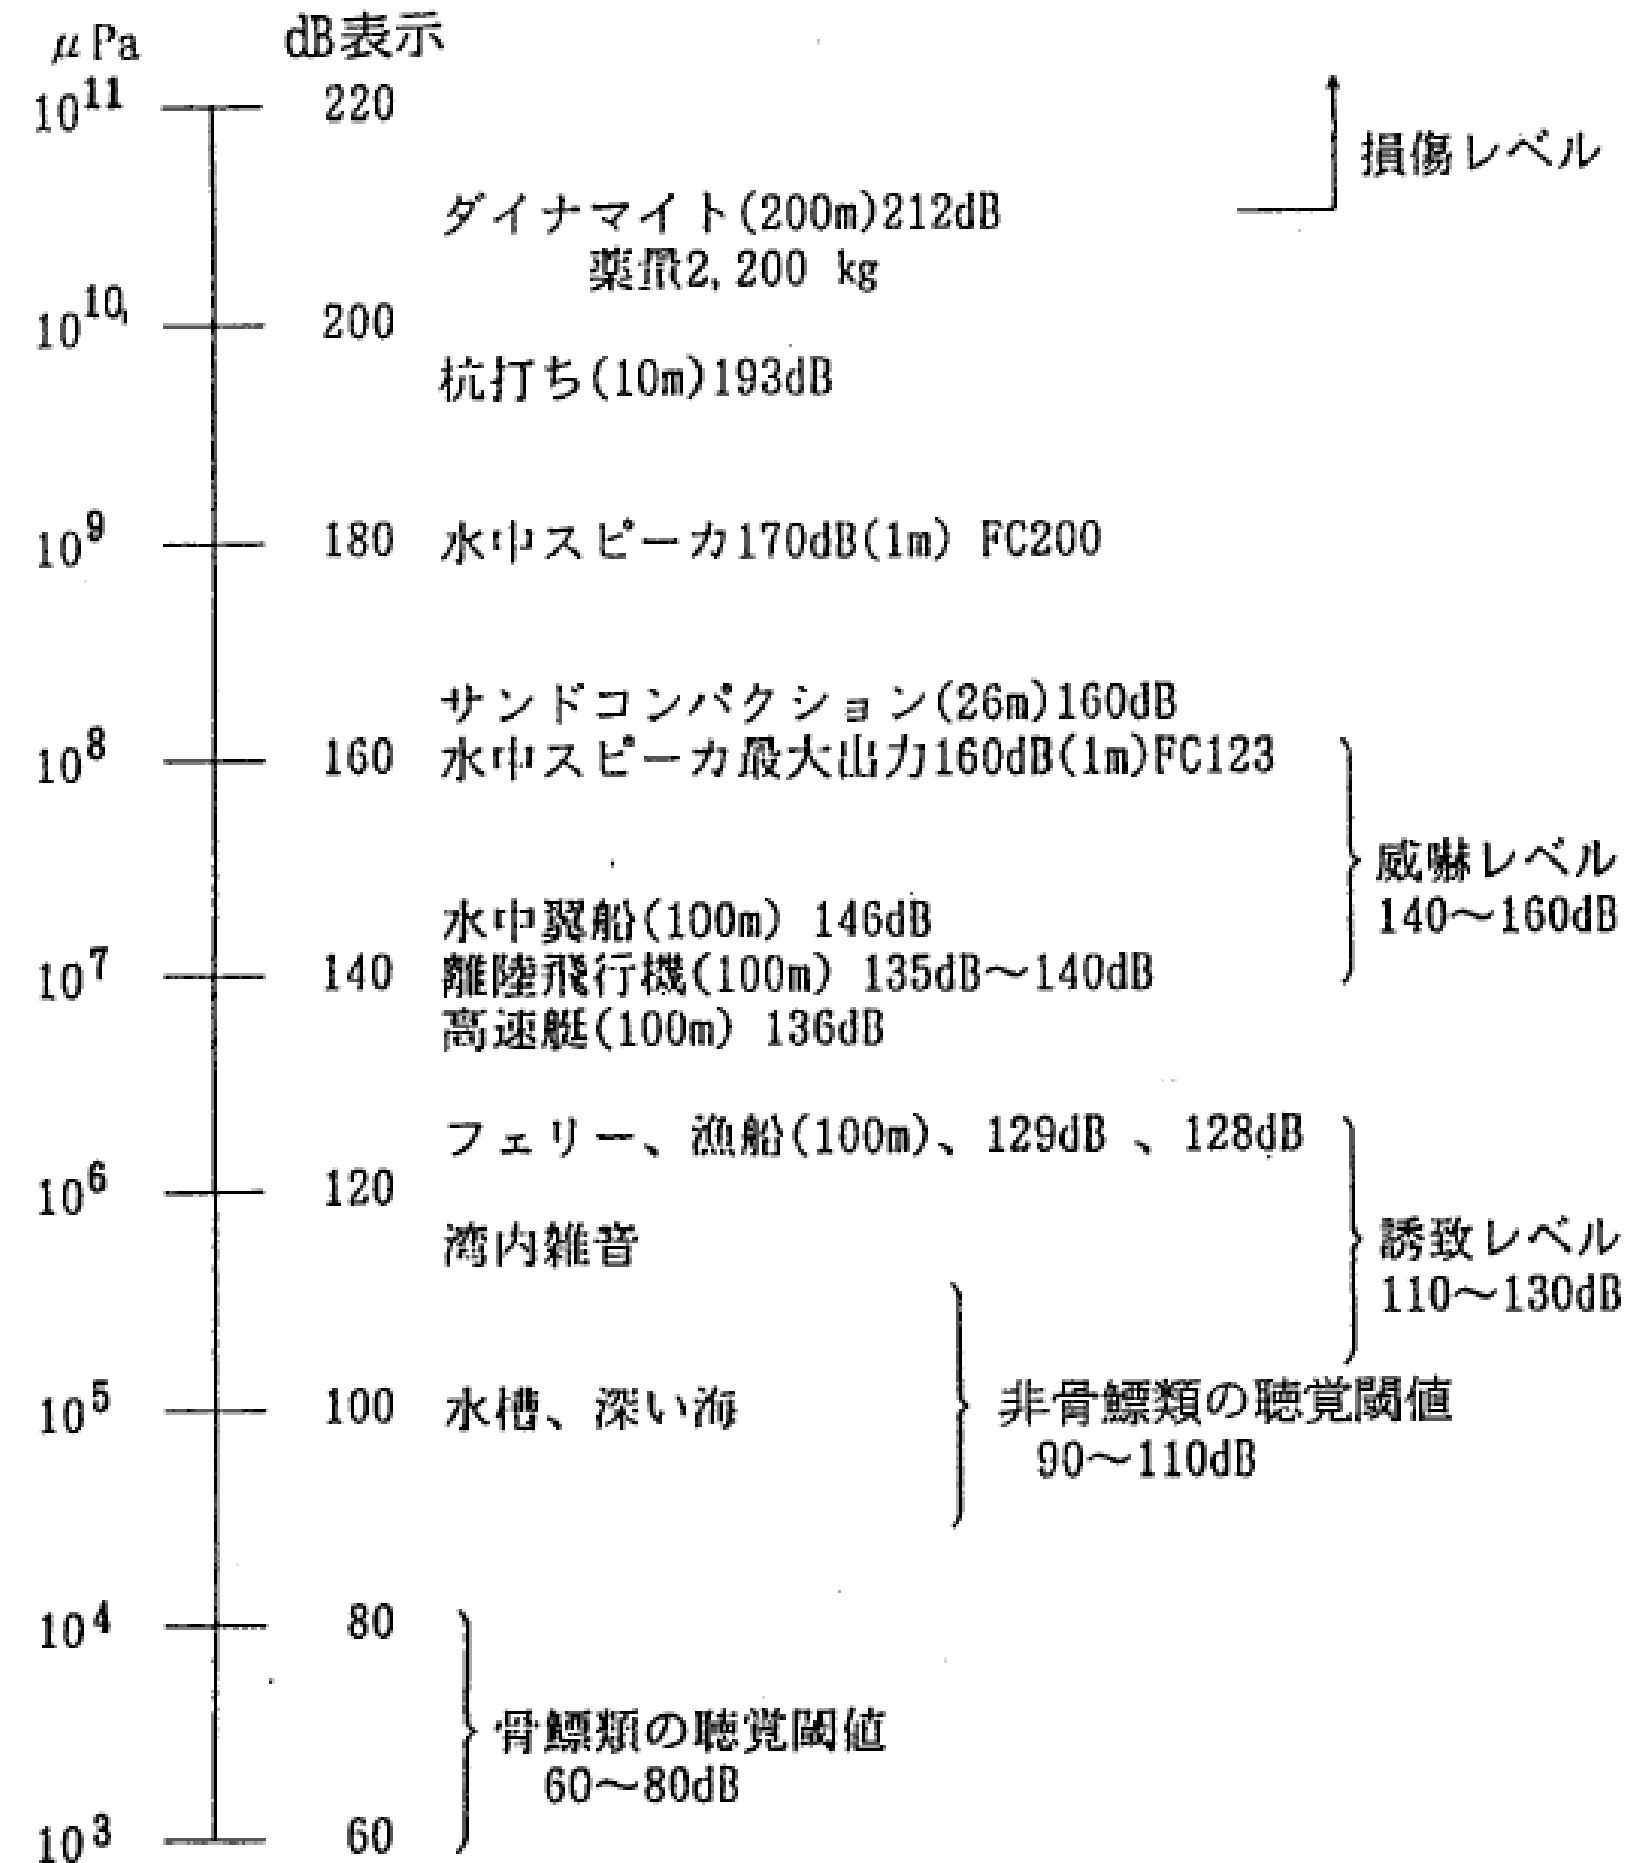 μPa dB表示
10¹¹ 220
損傷レベル
ダイナマイト(200m)212dB
薬量2,200 kg
10¹⁰ 200
杭打ち(10m)193dB
10⁹ 180 水中スピーカ170dB(1m) FC200
サンドコンパクション(26m)160dB
10⁸ 160 水中スピーカ最大出力160dB(1m)FC123
威嚇レベル
140～160dB
水中翼船(100m) 146dB
10⁷ 140 離陸飛行機(100m) 135dB～140dB
高速艇(100m) 136dB
フェリー、漁船(100m)、129dB 、128dB
10⁶ 120
湾内雑音
誘致レベル
110～130dB
10⁵ 100 水槽、深い海
非骨鰾類の聴覚閾値
90～110dB
10⁴ 80
骨鰾類の聴覚閾値
60～80dB
10³ 60